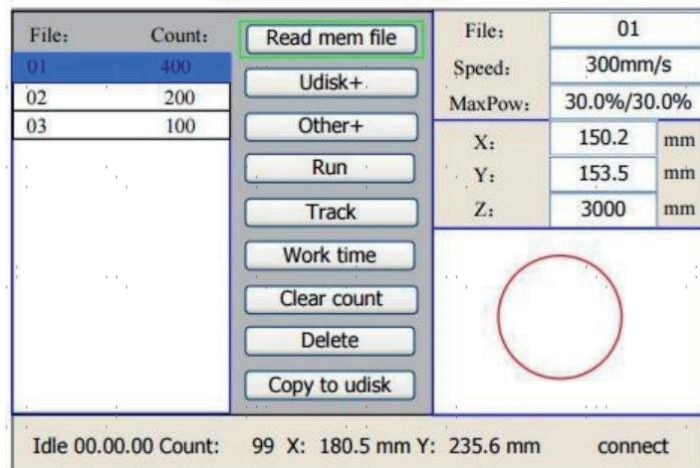 File: Count:
01 400
02 200
03 100
Read mem file
Udisk+
Other+
Run
Track
Work time
Clear count
Delete
Copy to udisk
File: 01
Speed: 300mm/s
MaxPow: 30.0%/30.0%
X: 150.2 mm
Y: 153.5 mm
Z: 3000 mm
Idle 00.00.00 Count: 99 X: 180.5 mm Y: 235.6 mm connect